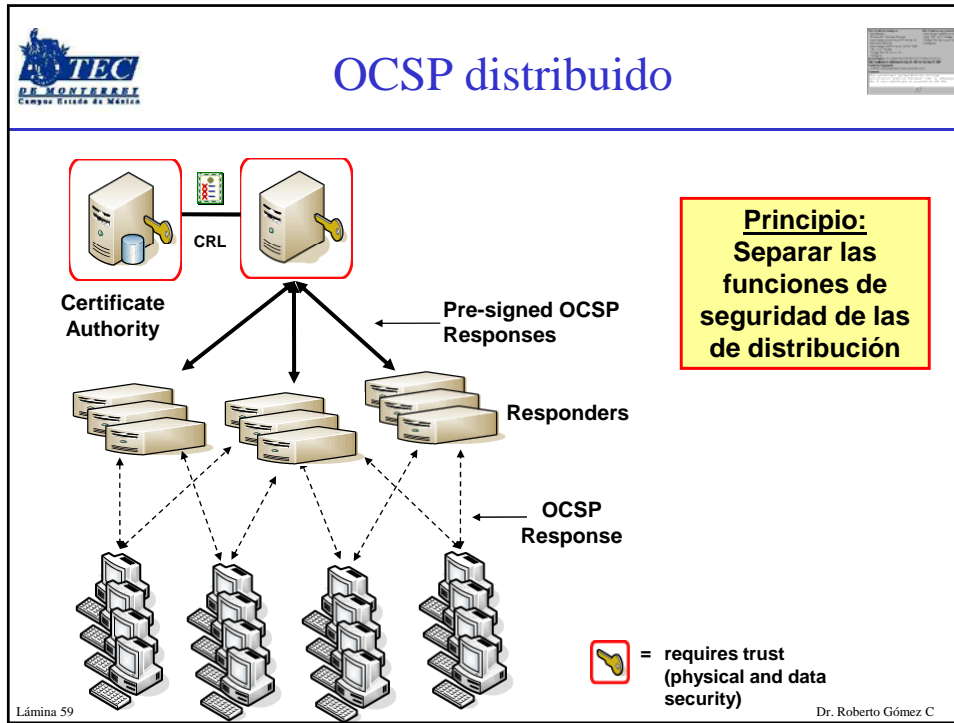 TEC
DE MONTERREY
Campus Estado de México
OCSP distribuido
CRL
Certificate
Authority
Pre-signed OCSP
Responses
Principio:
Separar las
funciones de
seguridad de las
de distribución
Responders
OCSP
Response
= requires trust
(physical and data
security)
Lámina 59
Dr. Roberto Gómez C